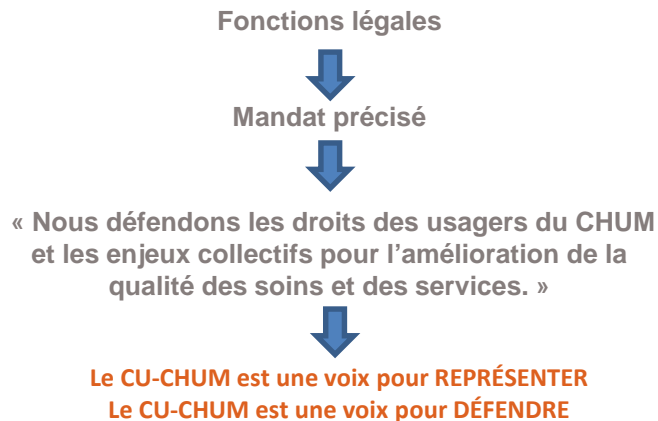 Fonctions légales
Mandat précisé
« Nous défendons les droits des usagers du CHUM
et les enjeux collectifs pour l'amélioration de la
qualité des soins et des services. »
Le CU-CHUM est une voix pour REPRÉSENTER
Le CU-CHUM est une voix pour DÉFENDRE